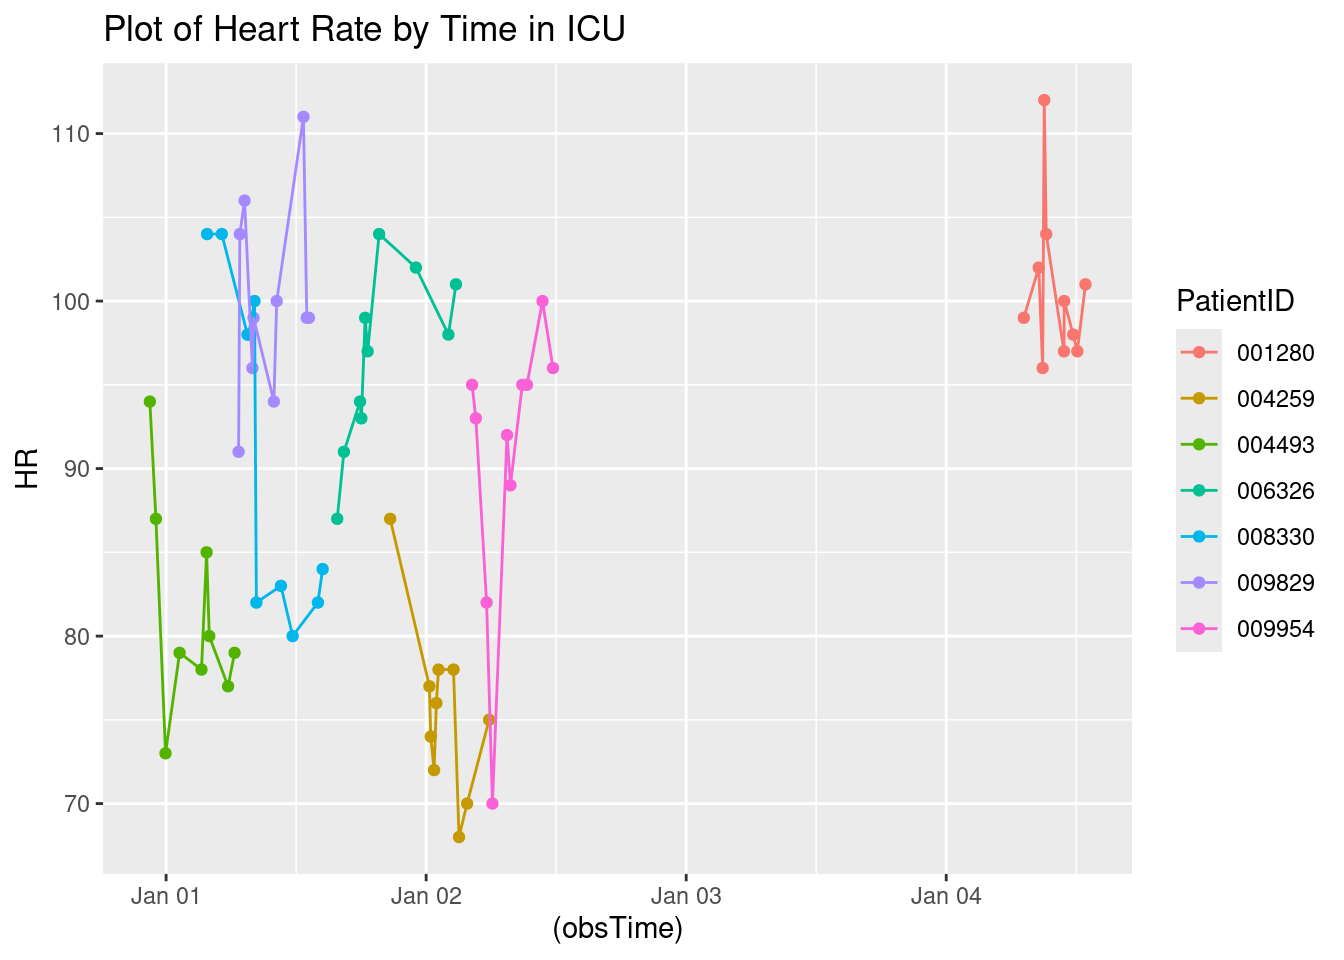 Plot of Heart Rate by Time in ICU
110
100
90
80
70
HR
Jan 01 Jan 02 Jan 03 Jan 04
(obsTime)
PatientID
001280
004259
004493
006326
008330
009829
009954